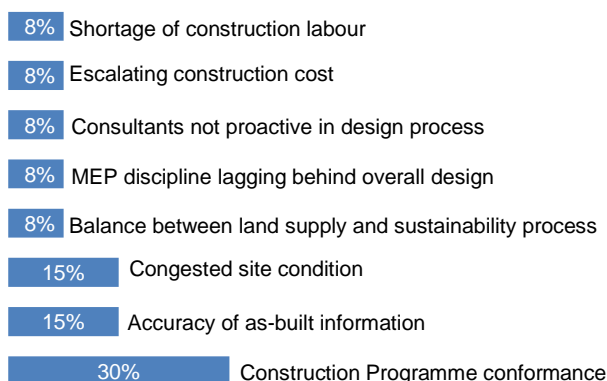 8% Shortage of construction labour
8% Escalating construction cost
8% Consultants not proactive in design process
8% MEP discipline lagging behind overall design
8% Balance between land supply and sustainability process
15% Congested site condition
15% Accuracy of as-built information
30% Construction Programme conformance